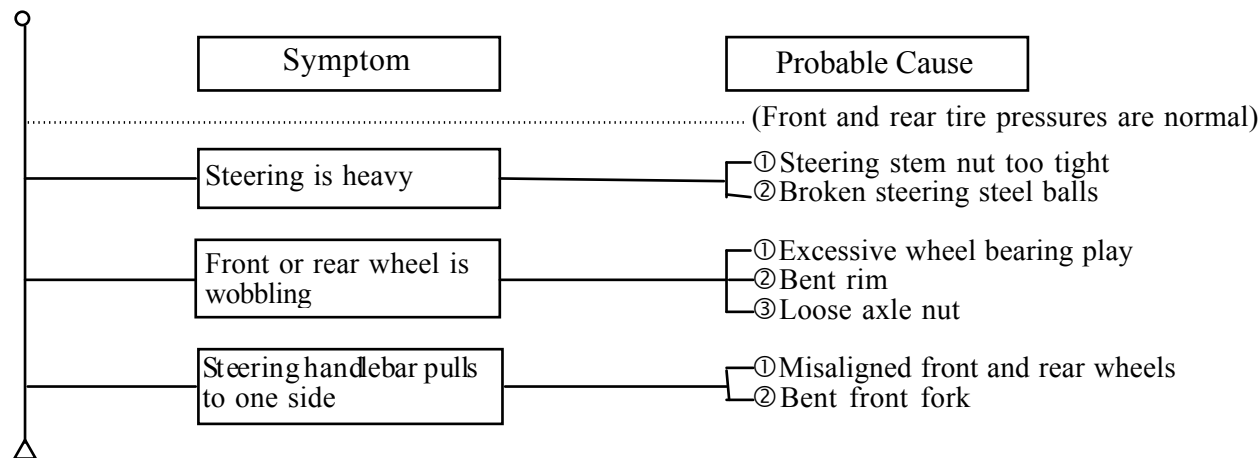 Symptom
Probable Cause
(Front and rear tire pressures are normal)
Steering is heavy
①Steering stem nut too tight
②Broken steering steel balls
Front or rear wheel is
wobbling
①Excessive wheel bearing play
②Bent rim
③Loose axle nut
Steering handlebar pulls
to one side
①Misaligned front and rear wheels
②Bent front fork